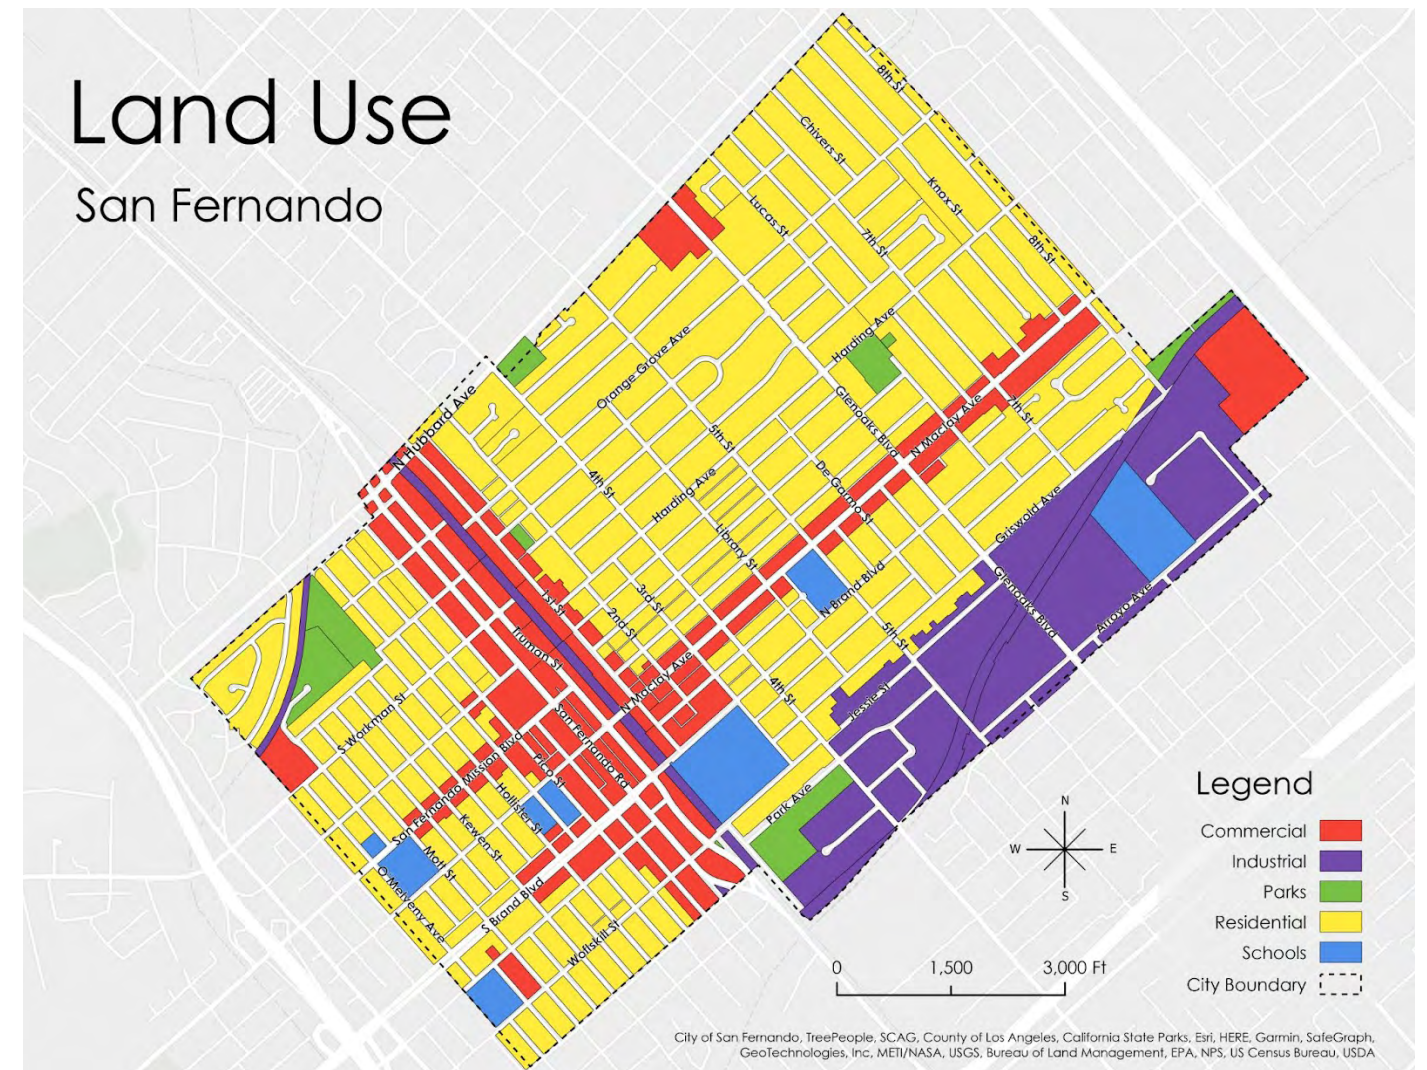 Land Use
San Fernando
8th St
Chivers St
Knox St
Lucas St
7th St
8th St
Orange Grove Ave
Harding Ave
N Hubbard Ave
Glenoaks Blvd
N Maclay Ave
7th St
5th St
4th St
Harding Ave
De Garmo St
Griswold Ave
Library St
N Brand Blvd
Glenoaks Blvd
Arroyo Ave
1st St
3rd St
2nd St
5th St
Truman St
N Maclay Ave
4th St
Jessie St
S Workman St
San Fernando Rd
San Fernando Mission Blvd
Pico St
Hollister St
Park Ave
Kewen St
Mott St
O Melveny Ave
S Brand Blvd
Wolfskill St
N
W E
S
0 1,500 3,000 Ft
Legend
Commercial
Industrial
Parks
Residential
Schools
City Boundary
City of San Fernando, TreePeople, SCAG, County of Los Angeles, California State Parks, Esri, HERE, Garmin, SafeGraph,
GeoTechnologies, Inc, METI/NASA, USGS, Bureau of Land Management, EPA, NPS, US Census Bureau, USDA